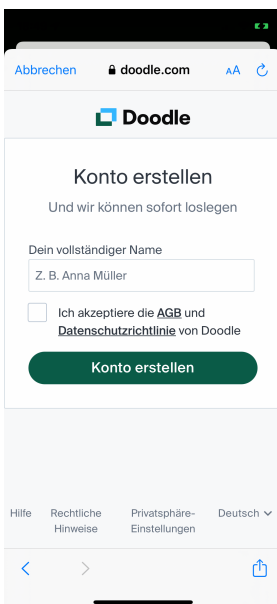 Abbrechen doodle.com AA
Doodle
Konto erstellen
Und wir können sofort loslegen
Dein vollständiger Name
Z. B. Anna Müller
Ich akzeptiere die AGB und
Datenschutzrichtlinie von Doodle
Konto erstellen
Hilfe Rechtliche Hinweise Privatsphäre-Einstellungen Deutsch